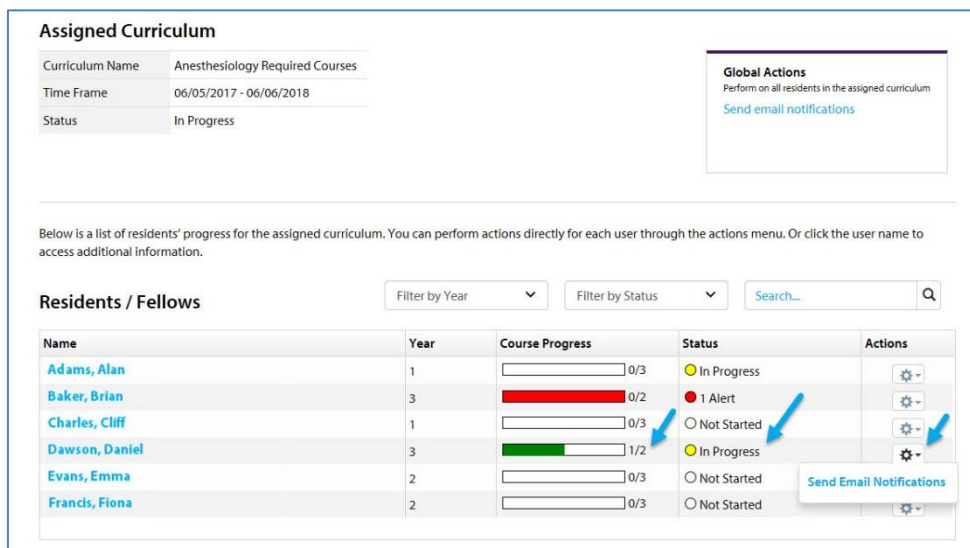 Assigned Curriculum
Curriculum Name Anesthesiology Required Courses
Time Frame 06/05/2017 - 06/06/2018
Status In Progress
Global Actions
Perform on all residents in the assigned curriculum
Send email notifications
Below is a list of residents' progress for the assigned curriculum. You can perform actions directly for each user through the actions menu. Or click the user name to
access additional information.
Residents / Fellows Filter by Year Filter by Status Search...
Name Year Course Progress Status Actions
Adams, Alan 1 0/3 In Progress
Baker, Brian 3 0/2 1 Alert
Charles, Cliff 1 0/3 Not Started
Dawson, Daniel 3 1/2 In Progress
Evans, Emma 2 0/3 Not Started Send Email Notifications
Francis, Fiona 2 0/3 Not Started